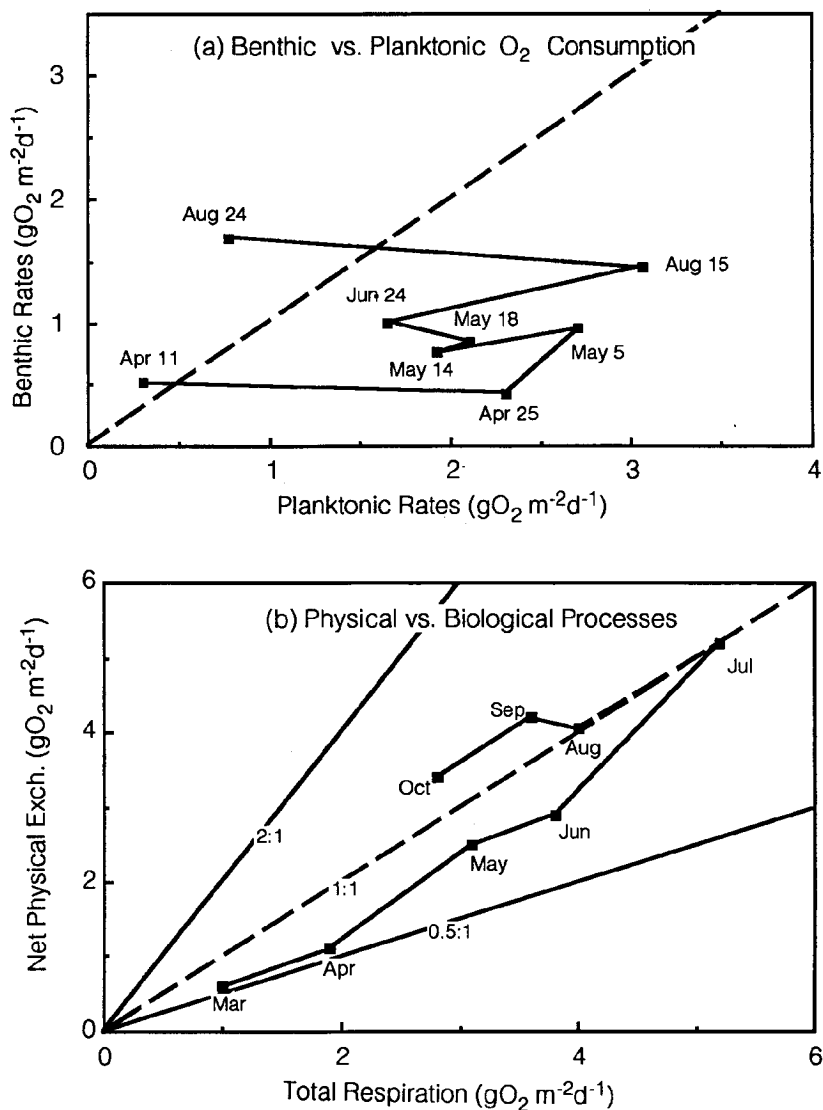 (a) Benthic vs. Planktonic O₂ Consumption
Benthic Rates (gO₂ m⁻²d⁻¹)
3
2
1
0
Aug 24
Aug 15
Jun 24
May 18
May 14
May 5
Apr 11
Apr 25
0 1 2 3 4
Planktonic Rates (gO₂ m⁻²d⁻¹)
(b) Physical vs. Biological Processes
Net Physical Exch. (gO₂ m⁻²d⁻¹)
6
4
2
0
Jul
Sep
Aug
Oct
Jun
2:1
May
1:1
0.5:1
Apr
Mar
0 2 4 6
Total Respiration (gO₂ m⁻²d⁻¹)